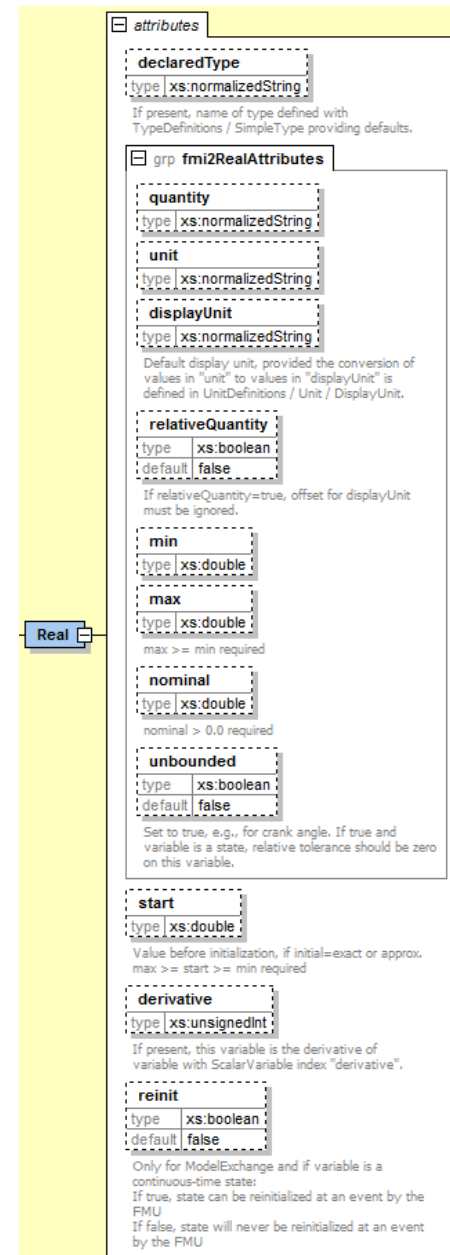 attributes
declaredType
type xs:normalizedString
If present, name of type defined with
TypeDefinitions / SimpleType providing defaults.
grp fmi2RealAttributes
quantity
type xs:normalizedString
unit
type xs:normalizedString
displayUnit
type xs:normalizedString
Default display unit, provided the conversion of
values in "unit" to values in "displayUnit" is
defined in UnitDefinitions / Unit / DisplayUnit.
relativeQuantity
type xs:boolean
default false
If relativeQuantity=true, offset for displayUnit
must be ignored.
min
type xs:double
max
type xs:double
max >= min required
Real
nominal
type xs:double
nominal > 0.0 required
unbounded
type xs:boolean
default false
Set to true, e.g., for crank angle. If true and
variable is a state, relative tolerance should be zero
on this variable.
start
type xs:double
Value before initialization, if initial=exact or approx.
max >= start >= min required
derivative
type xs:unsignedInt
If present, this variable is the derivative of
variable with ScalarVariable index "derivative".
reinit
type xs:boolean
default false
Only for ModelExchange and if variable is a
continuous-time state:
If true, state can be reinitialized at an event by the
FMU
If false, state will never be reinitialized at an event
by the FMU